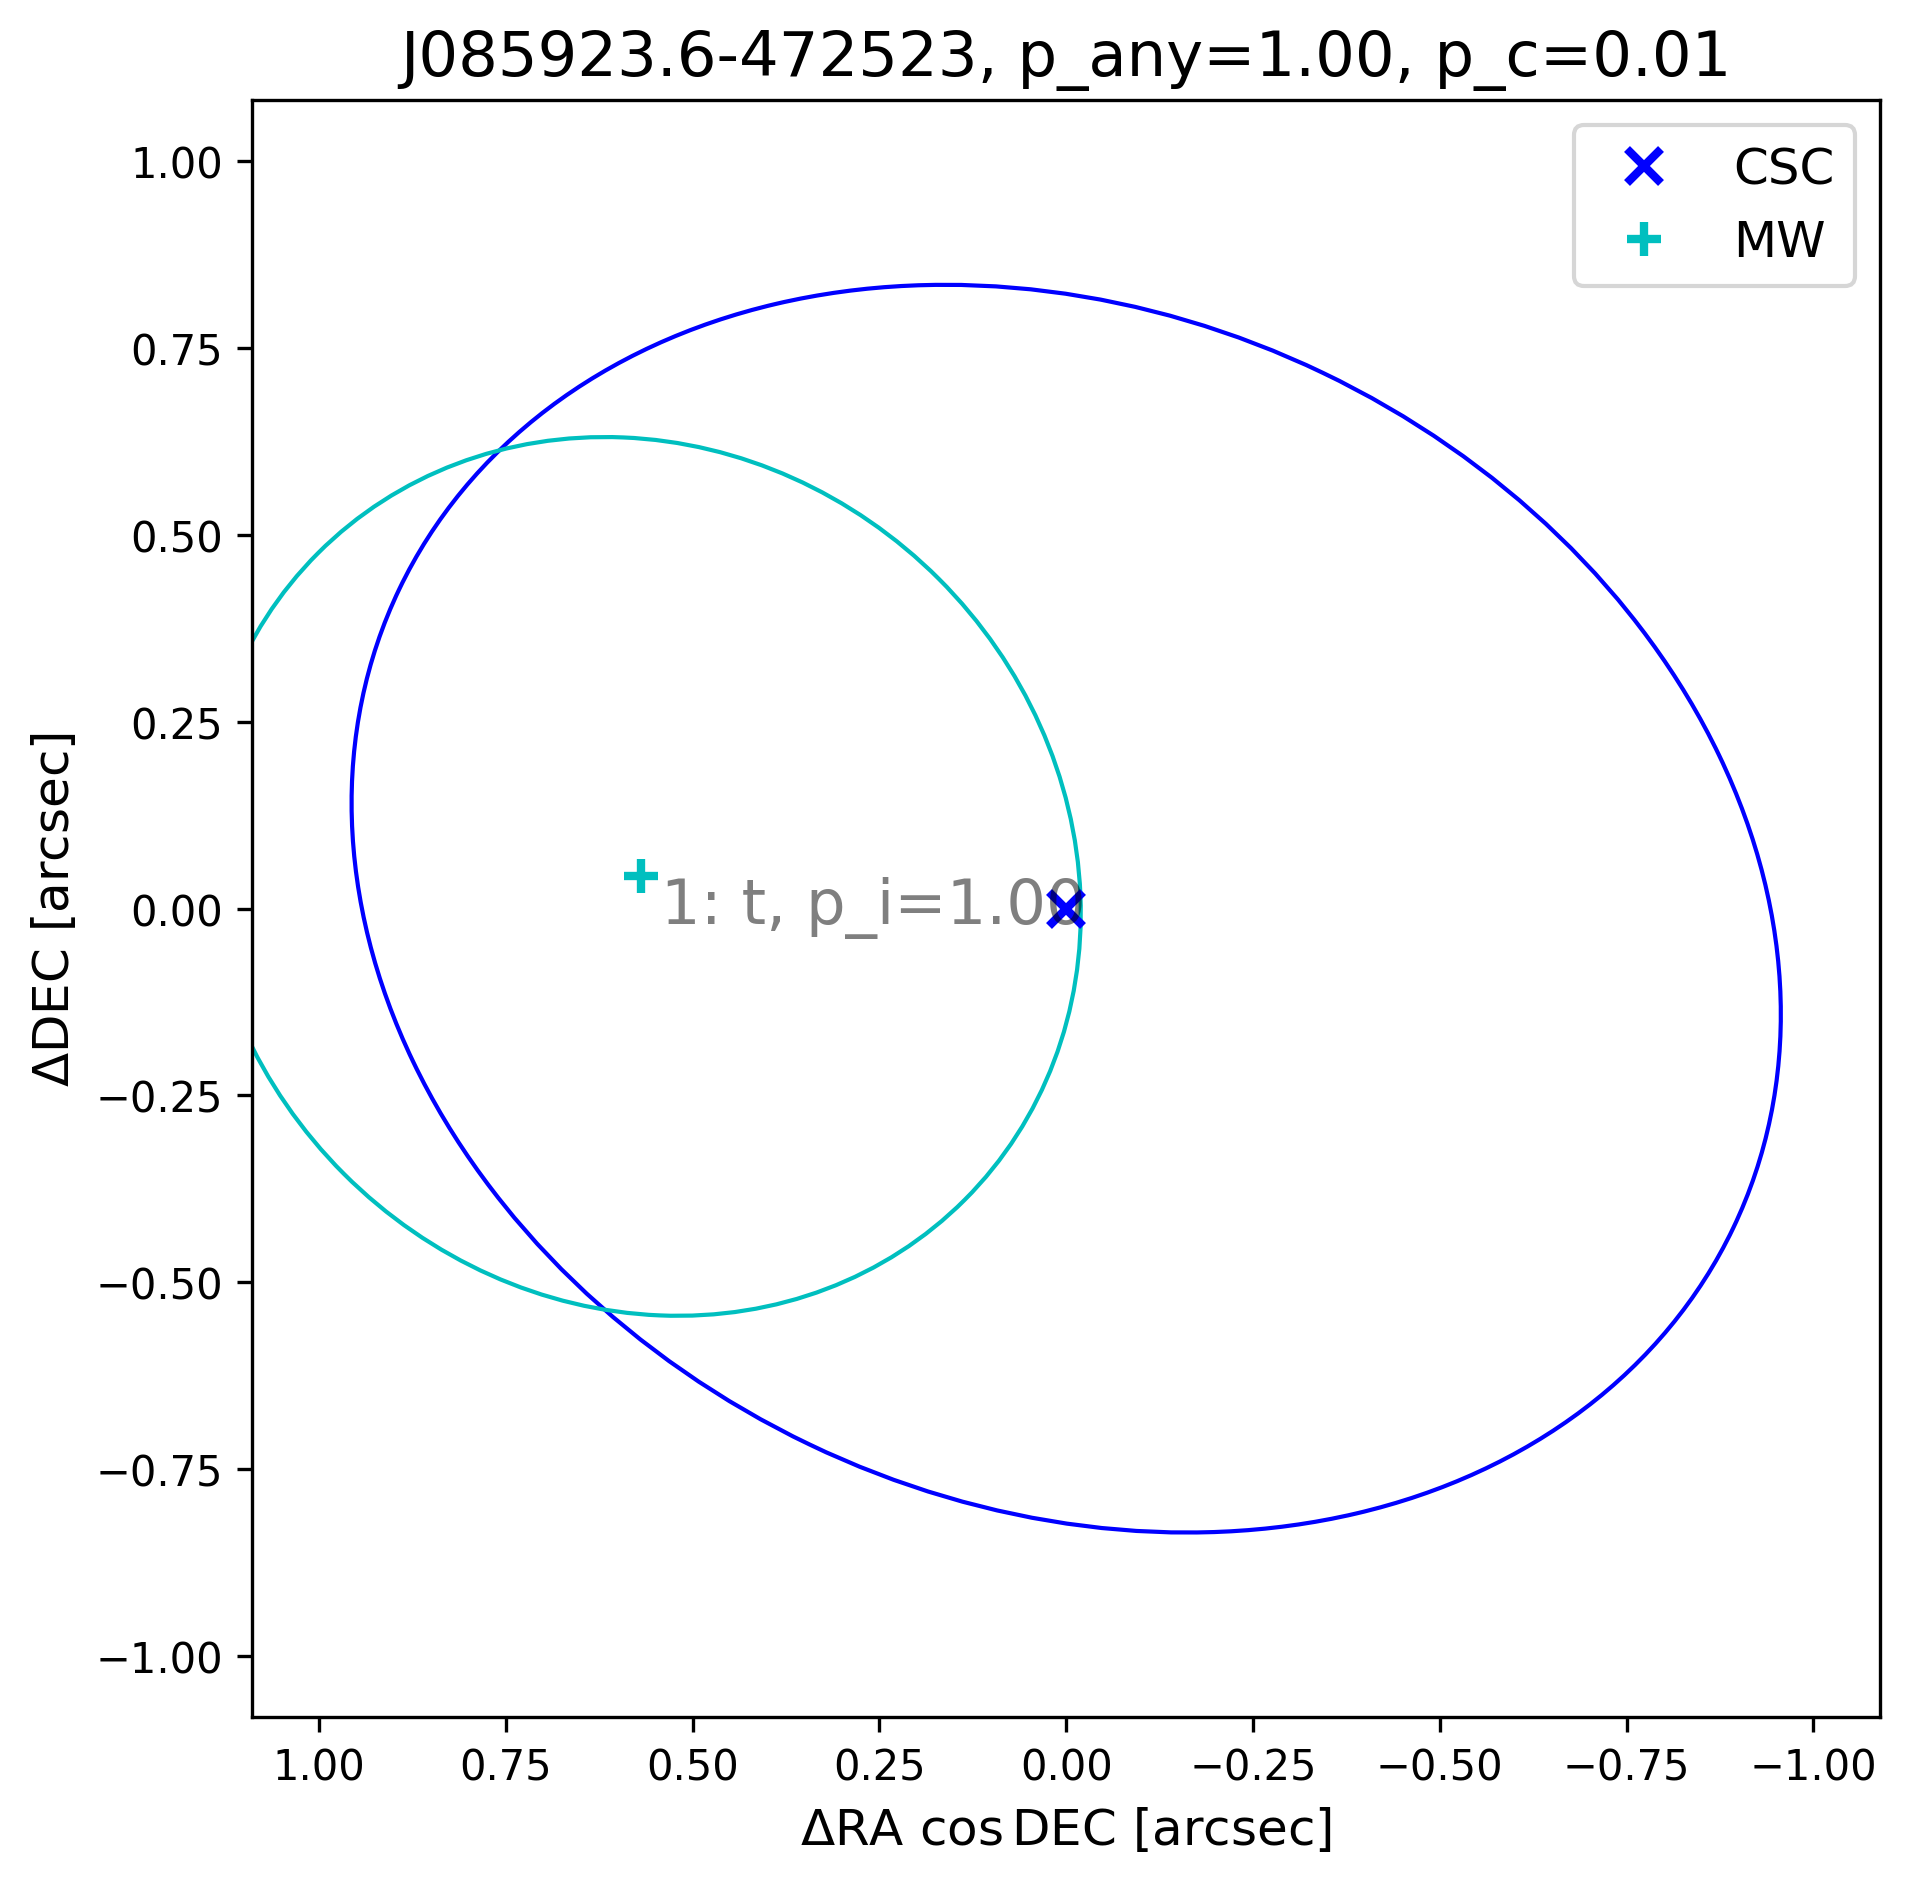 J085923.6-472523, p_any=1.00, p_c=0.01
CSC
MW
1.00
0.75
0.50
0.25
0.00
−0.25
−0.50
−0.75
−1.00
ΔDEC [arcsec]
1: t, p_i=1.00
1.00 0.75 0.50 0.25 0.00 −0.25 −0.50 −0.75 −1.00
ΔRA cos DEC [arcsec]